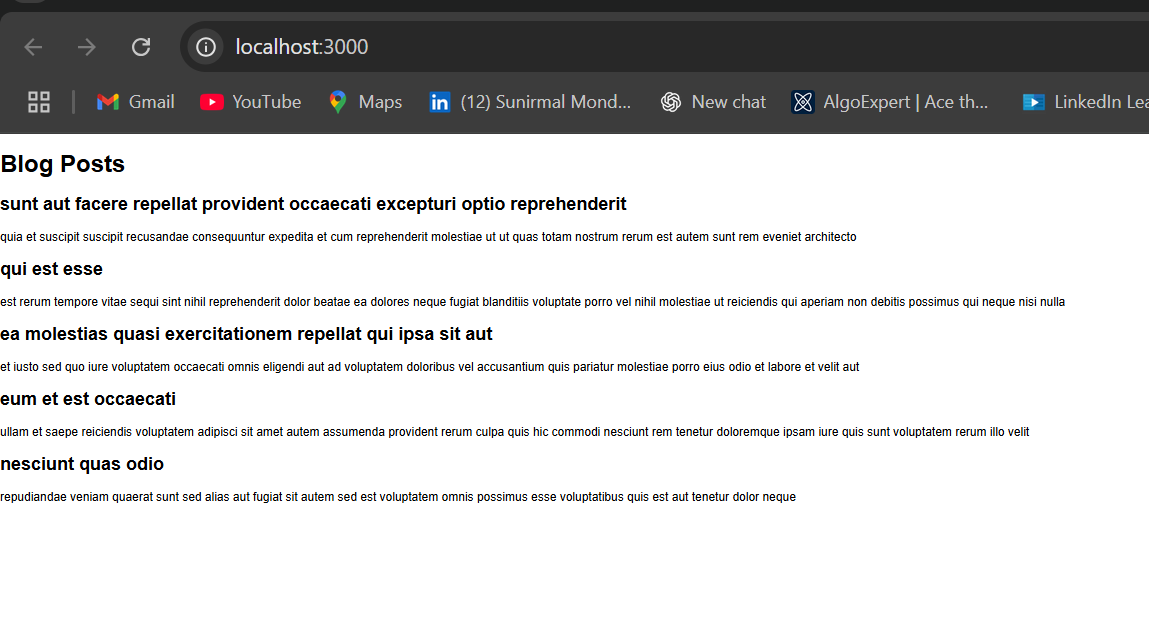 localhost:3000
Gmail YouTube Maps (12) Sunirmal Mond... New chat AlgoExpert | Ace th... LinkedIn Lea
Blog Posts
sunt aut facere repellat provident occaecati excepturi optio reprehenderit
quia et suscipit suscipit recusandae consequuntur expedita et cum reprehenderit molestiae ut ut quas totam nostrum rerum est autem sunt rem eveniet architecto
qui est esse
est rerum tempore vitae sequi sint nihil reprehenderit dolor beatae ea dolores neque fugiat blanditiis voluptate porro vel nihil molestiae ut reiciendis qui aperiam non debitis possimus qui neque nisi nulla
ea molestias quasi exercitationem repellat qui ipsa sit aut
et iusto sed quo iure voluptatem occaecati omnis eligendi aut ad voluptatem doloribus vel accusantium quis pariatur molestiae porro eius odio et labore et velit aut
eum et est occaecati
ullam et saepe reiciendis voluptatem adipisci sit amet autem assumenda provident rerum culpa quis hic commodi nesciunt rem tenetur doloremque ipsam iure quis sunt voluptatem rerum illo velit
nesciunt quas odio
repudiandae veniam quaerat sunt sed alias aut fugiat sit autem sed est voluptatem omnis possimus esse voluptatibus quis est aut tenetur dolor neque